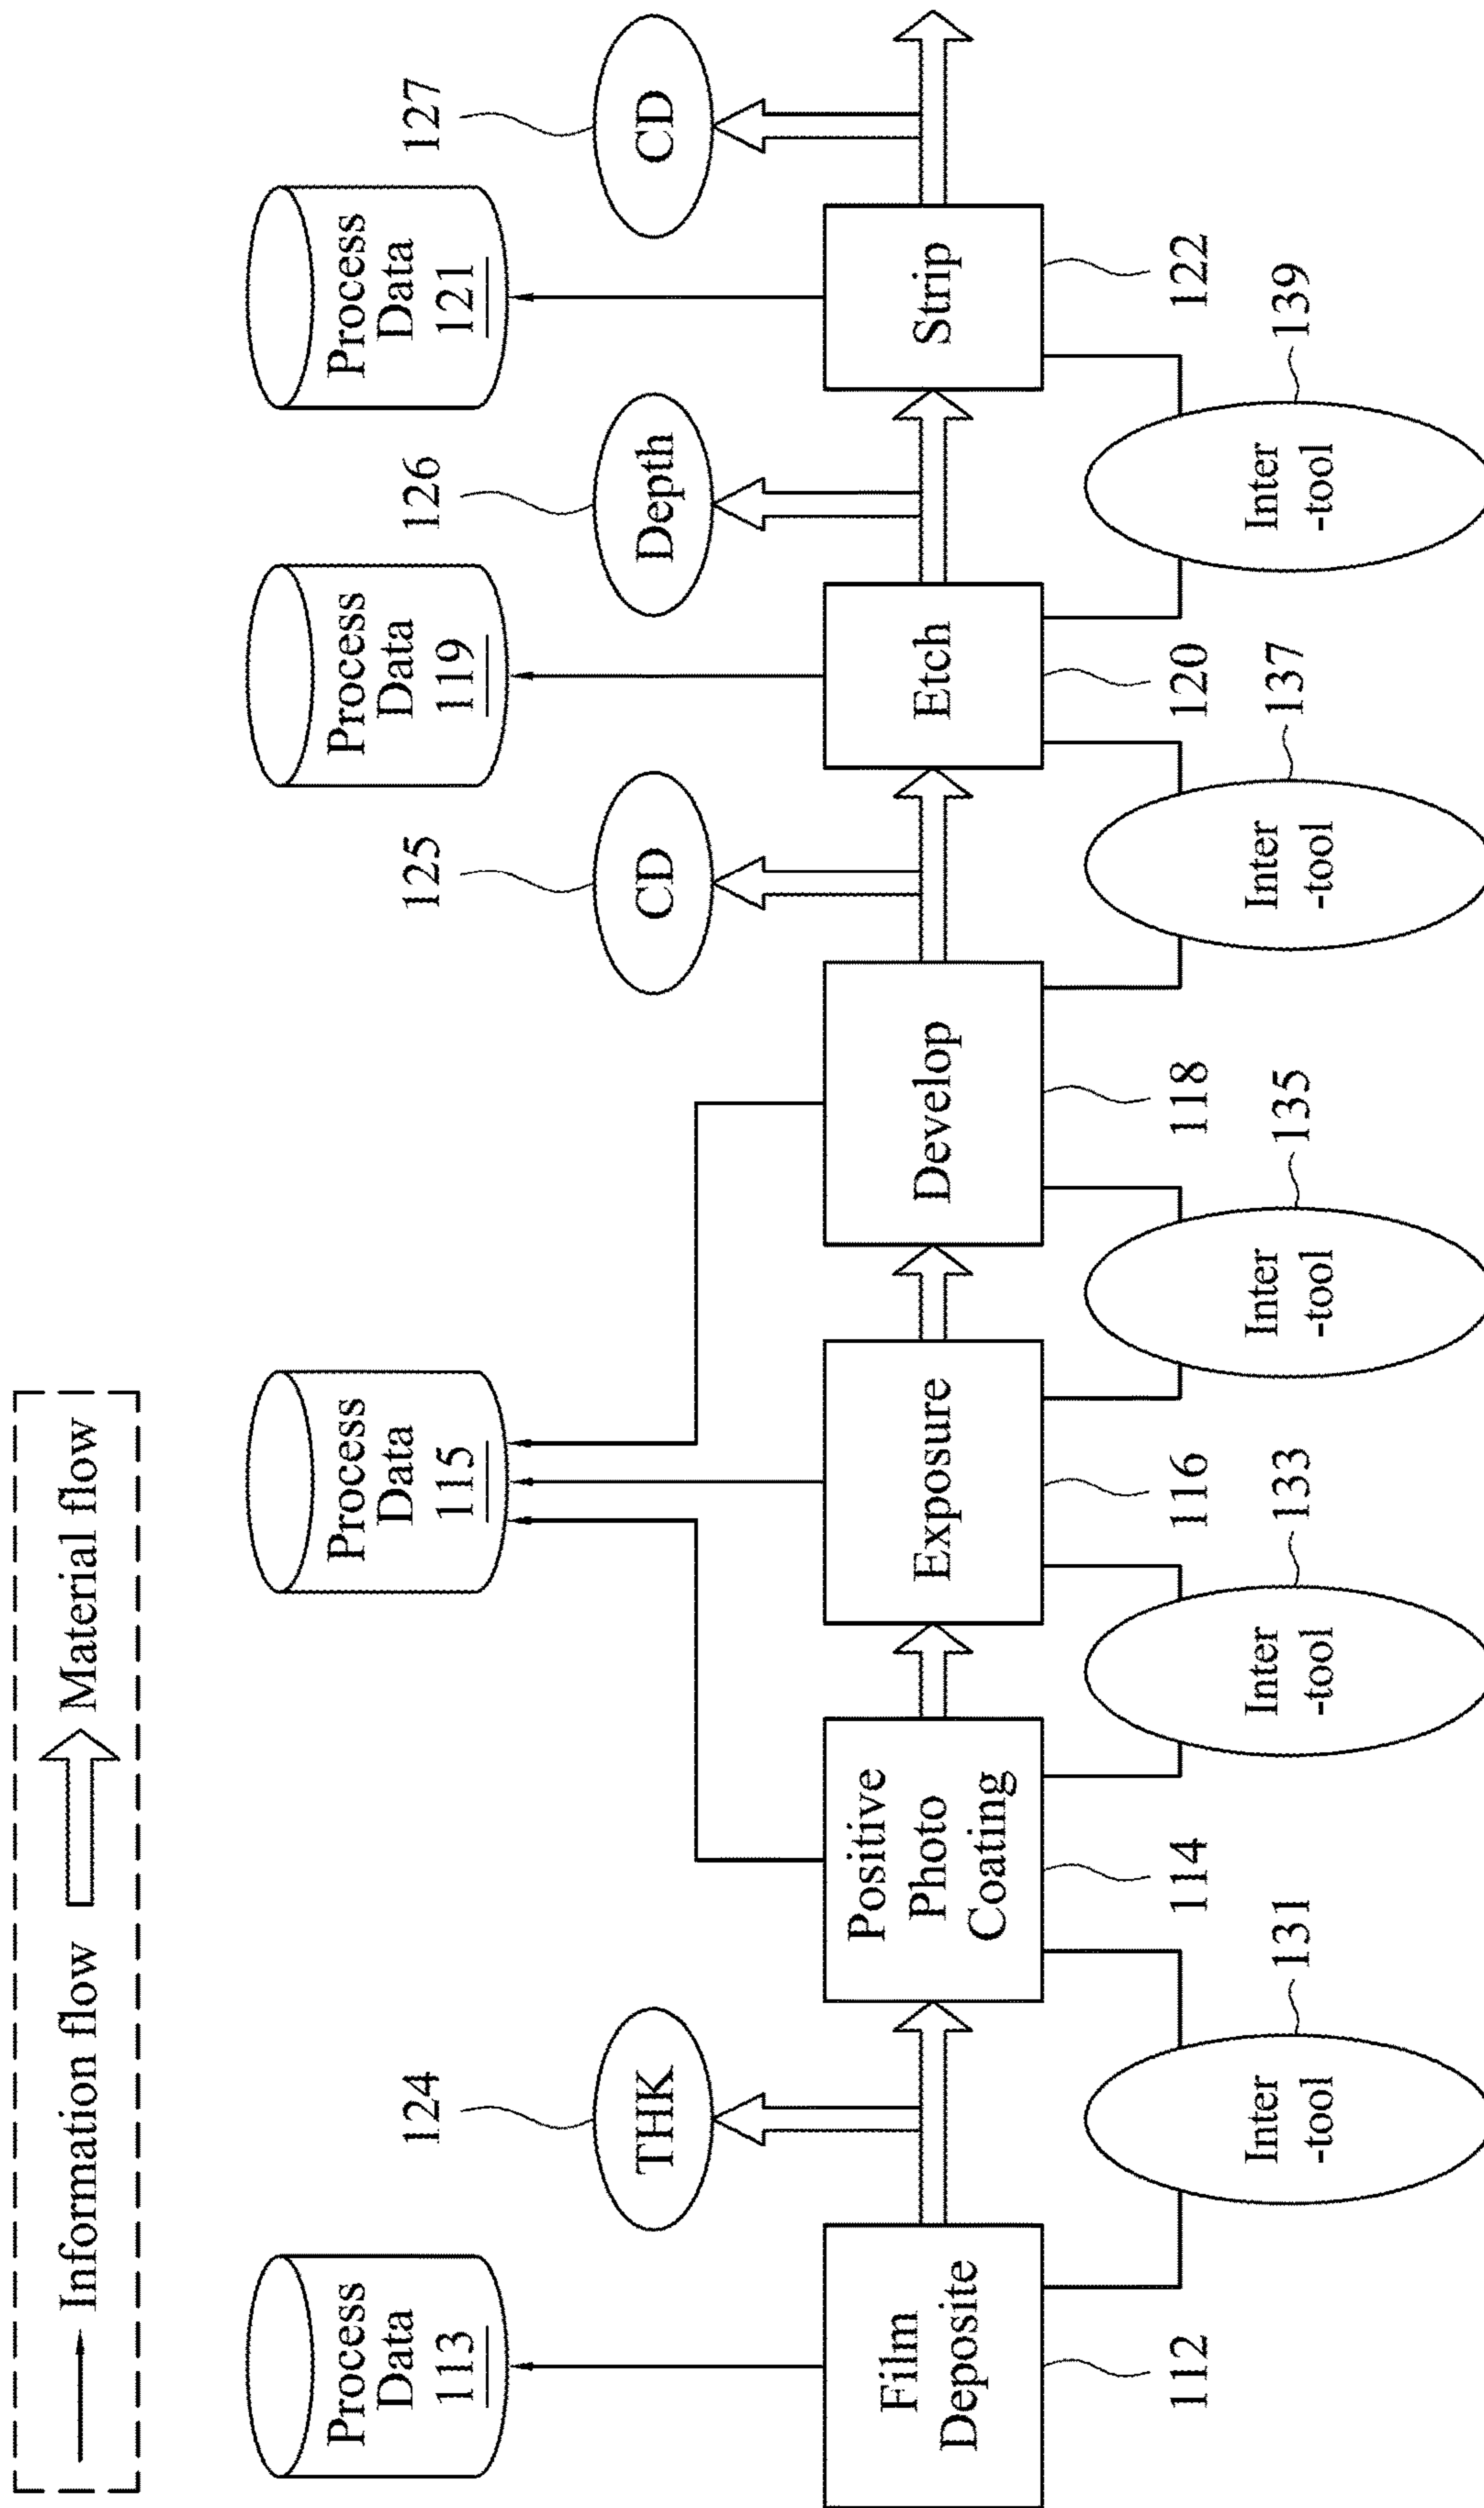 Information flow
Material flow
Process
Data
113
Process
Data
115
Process
Data
119
Process
Data
121
124
125
126
127
THK
CD
Depth
CD
Film
Deposite
Positive
Photo
Coating
Exposure
Develop
Etch
Strip
112
114
116
118
120
122
131
133
135
137
139
Inter
-tool
Inter
-tool
Inter
-tool
Inter
-tool
Inter
-tool